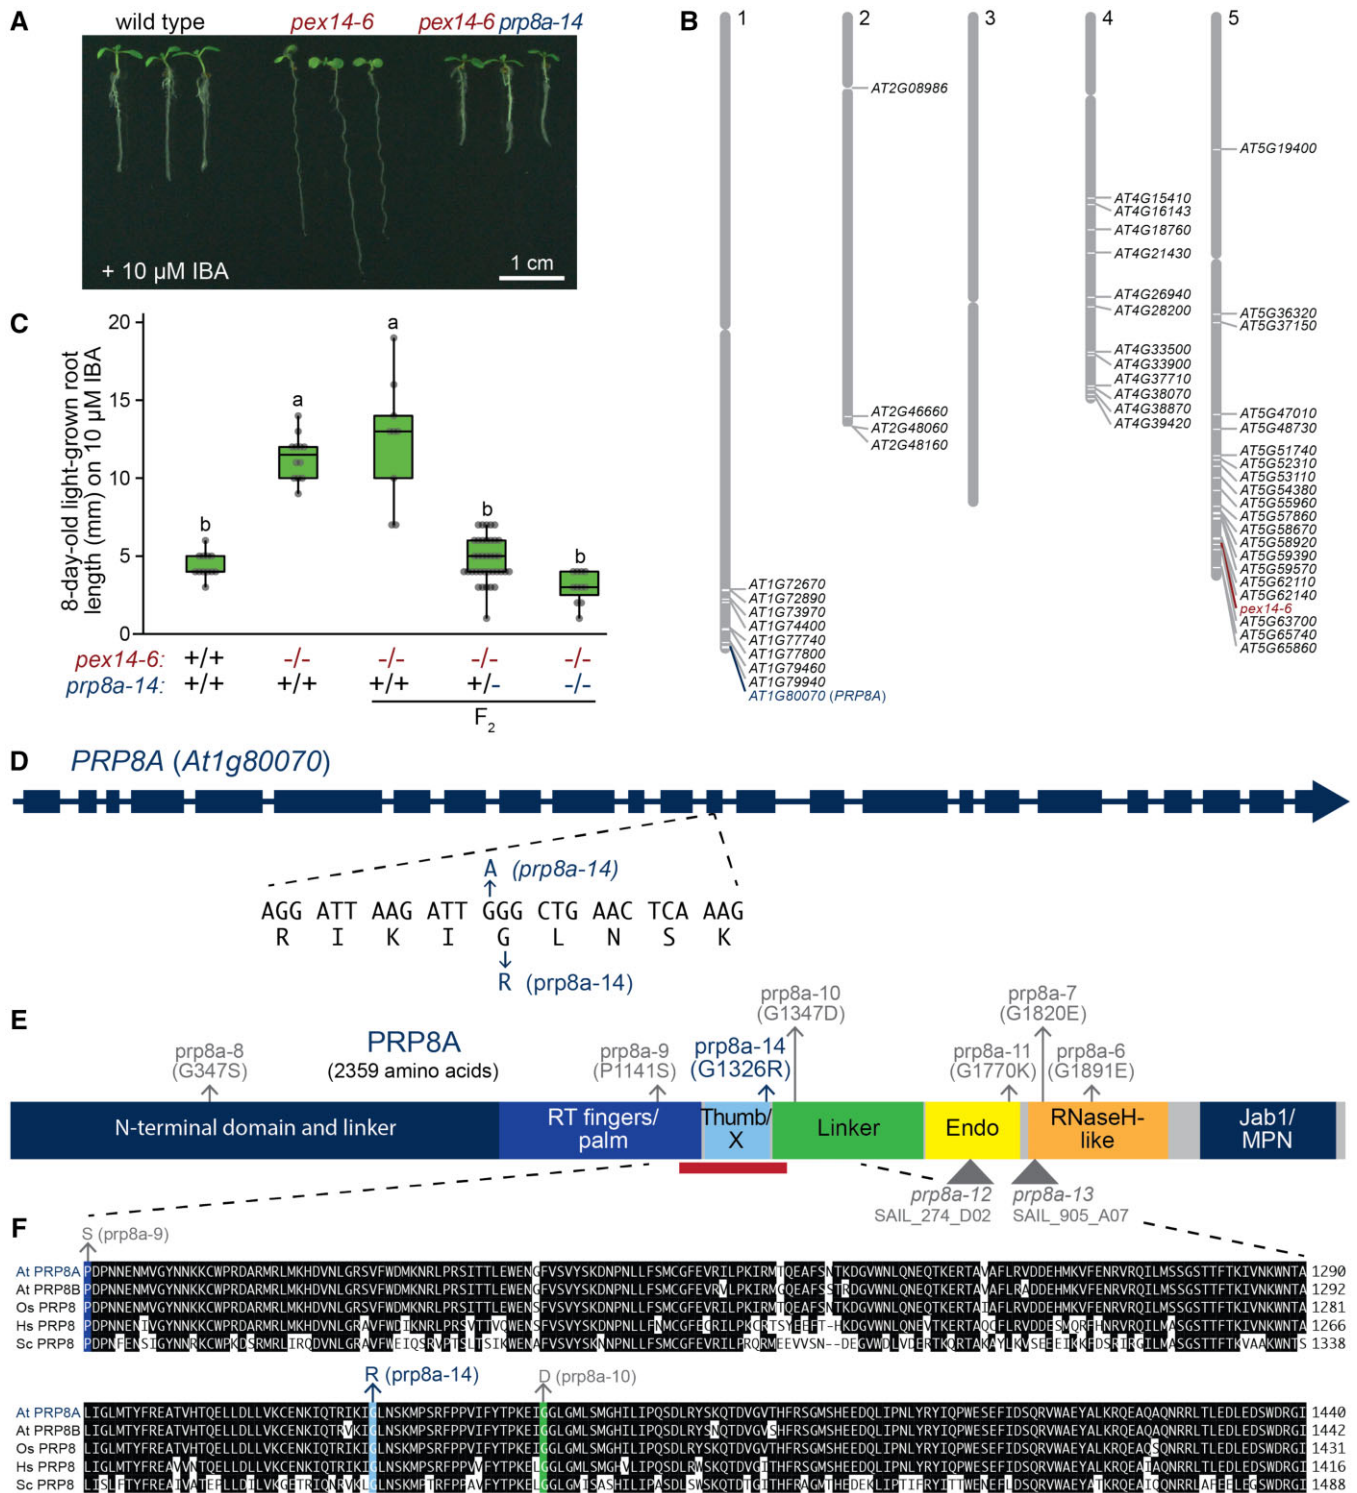 A
wild type
pex14-6
pex14-6 prp8a-14
+ 10 µM IBA
1 cm
B
1
2
3
4
5
AT2G08986
AT2G46660
AT2G48060
AT2G48160
AT1G72670
AT1G72890
AT1G73970
AT1G74400
AT1G77740
AT1G77800
AT1G79460
AT1G79940
AT1G80070 (PRP8A)
AT4G15410
AT4G16143
AT4G18760
AT4G21430
AT4G26940
AT4G28200
AT4G33500
AT4G33900
AT4G37710
AT4G38070
AT4G38870
AT4G39420
AT5G19400
AT5G36320
AT5G37150
AT5G47010
AT5G48730
AT5G51740
AT5G52310
AT5G53110
AT5G54380
AT5G55960
AT5G57860
AT5G58670
AT5G58920
AT5G59390
AT5G59570
AT5G62110
AT5G62140
pex14-6
AT5G63700
AT5G65740
AT5G65860
C
8-day-old light-grown root
length (mm) on 10 µM IBA
20
15
10
5
0
b
a
a
b
b
pex14-6: +/+ -/- -/- -/- -/-
prp8a-14: +/+ +/+ +/+ +/- -/-
F2
D
PRP8A (At1g80070)
A (prp8a-14)
AGG ATT AAG ATT GGG CTG AAC TCA AAG
R I K I G L N S K
R (prp8a-14)
E
PRP8A
(2359 amino acids)
prp8a-8
(G347S)
prp8a-9
(P1141S)
prp8a-14
(G1326R)
prp8a-10
(G1347D)
prp8a-11
(G1770K)
prp8a-7
(G1820E)
prp8a-6
(G1891E)
N-terminal domain and linker
RT fingers/
palm
Thumb/
X
Linker
Endo
RNaseH-
like
Jab1/
MPN
prp8a-12
SAIL_274_D02
prp8a-13
SAIL_905_A07
F
S (prp8a-9)
At PRP8A PDPNNENMVGYNNKKCWPRDARMRLMKHDVNLGRSVFWDMKNRLPRSITTLEWENGFVSVYSKDNPNLLFSMCGFEVRILPKIRMTQEAFSNTKDGVWNLQNEQTKERTAVAFLRVDDEHMKVFENRVRQILMSSGSTTFTKIVNKWNTA 1290
At PRP8B 1292
Os PRP8 1281
Hs PRP8 1266
Sc PRP8 1338
R (prp8a-14)
D (prp8a-10)
At PRP8A LIGLMTYFREATVHTQELLDLLVKCENKIQTRIKIGLNSKMPSRFPPVIFYTPKEIGGLGMLSMGHILIPQSDLRYSKQTDVGVTHFRSGMSHEEDQLIPNLYRYIQPWESEFIDSQRVWAEYALKRQEAQAQNRRLTLEDLEDSWDRGI 1440
At PRP8B 1442
Os PRP8 1431
Hs PRP8 1416
Sc PRP8 1488